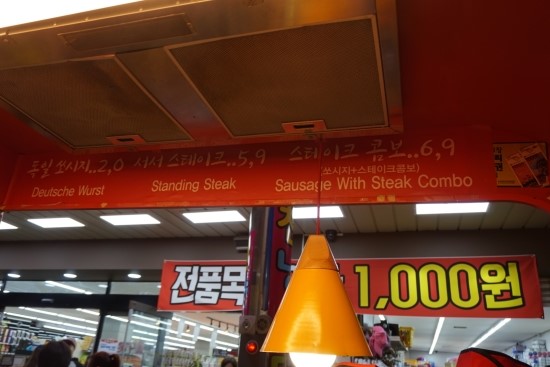 독일 쏘시지..2,0 서서 스테이크..5,9 스테이크 콤보..6,9
(쏘시지+스테이크콤보)
Deutsche Wurst Standing Steak Sausage With Steak Combo
전품목 1,000원